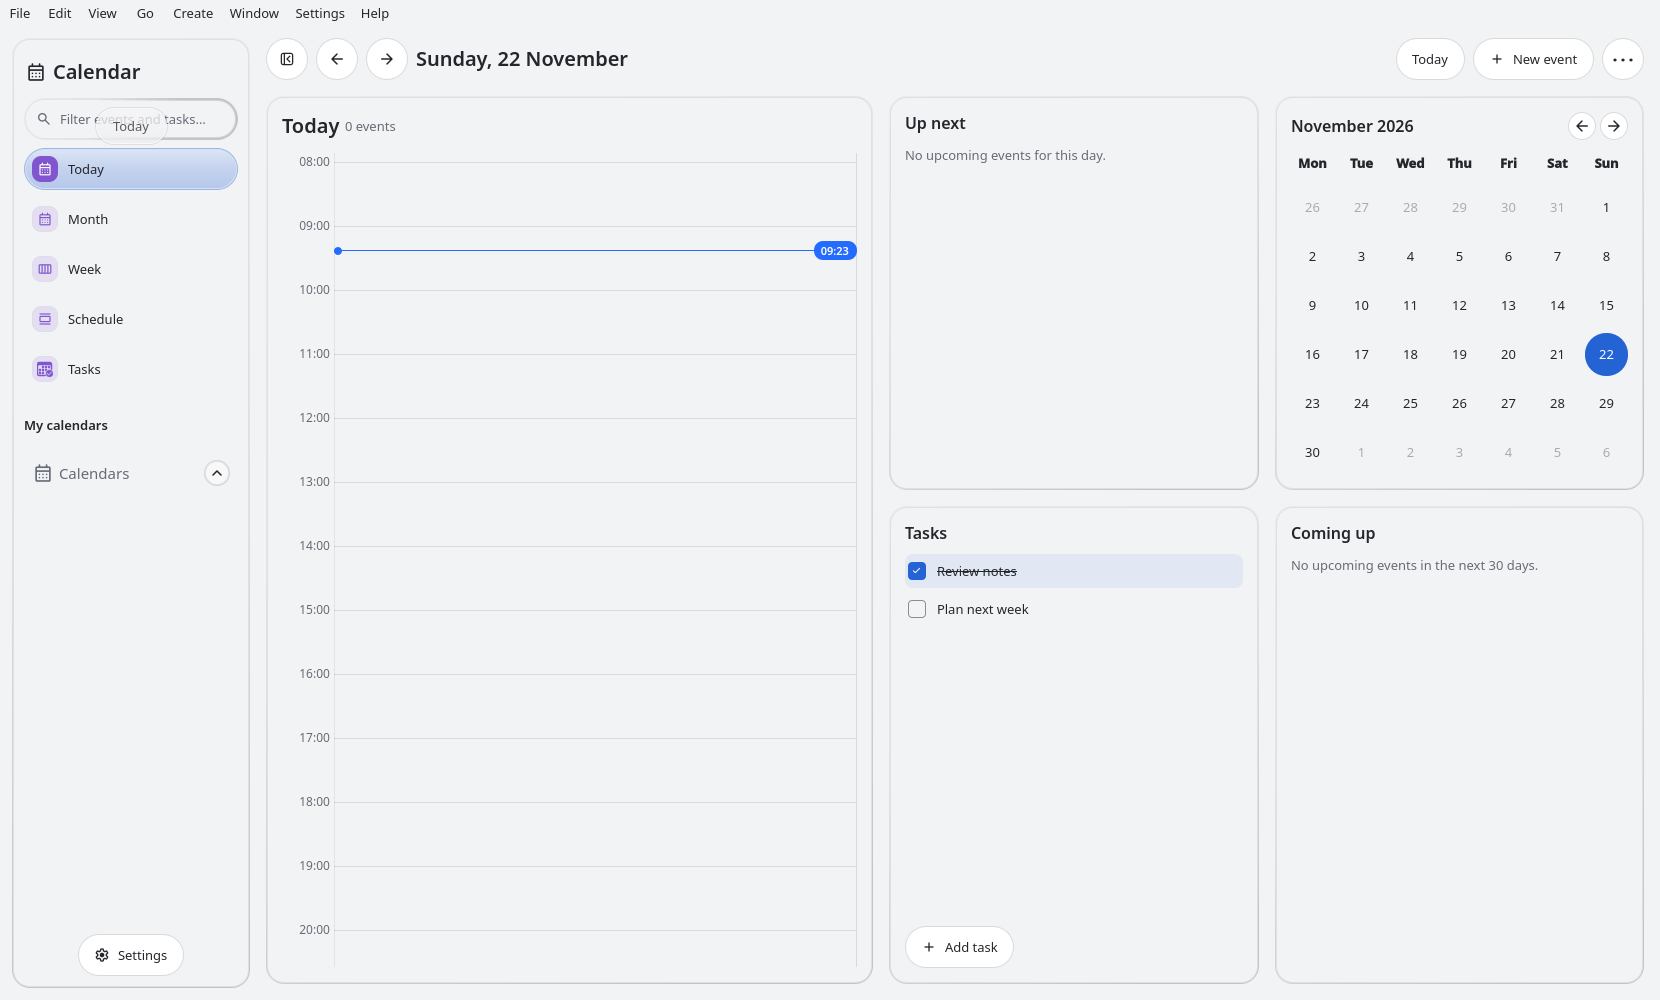 File Edit View Go Create Window Settings Help
Calendar
Filter events and tasks...
Today
Today
Month
Week
Schedule
Tasks
My calendars
Calendars
Settings
Sunday, 22 November
Today
New event
Today 0 events
08:00
09:00
09:23
10:00
11:00
12:00
13:00
14:00
15:00
16:00
17:00
18:00
19:00
20:00
Up next
No upcoming events for this day.
November 2026
Mon Tue Wed Thu Fri Sat Sun
26 27 28 29 30 31 1
2 3 4 5 6 7 8
9 10 11 12 13 14 15
16 17 18 19 20 21 22
23 24 25 26 27 28 29
30 1 2 3 4 5 6
Tasks
Review notes
Plan next week
Add task
Coming up
No upcoming events in the next 30 days.